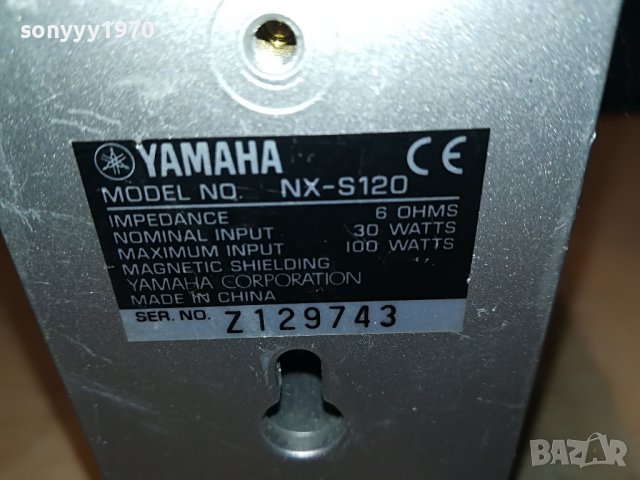 sonyyy1970
YAMAHA CE
MODEL NO. NX-S120
IMPEDANCE 6 OHMS
NOMINAL INPUT 30 WATTS
MAXIMUM INPUT 100 WATTS
MAGNETIC SHIELDING
YAMAHA CORPORATION
MADE IN CHINA
SER. NO. Z129743
BAZAR